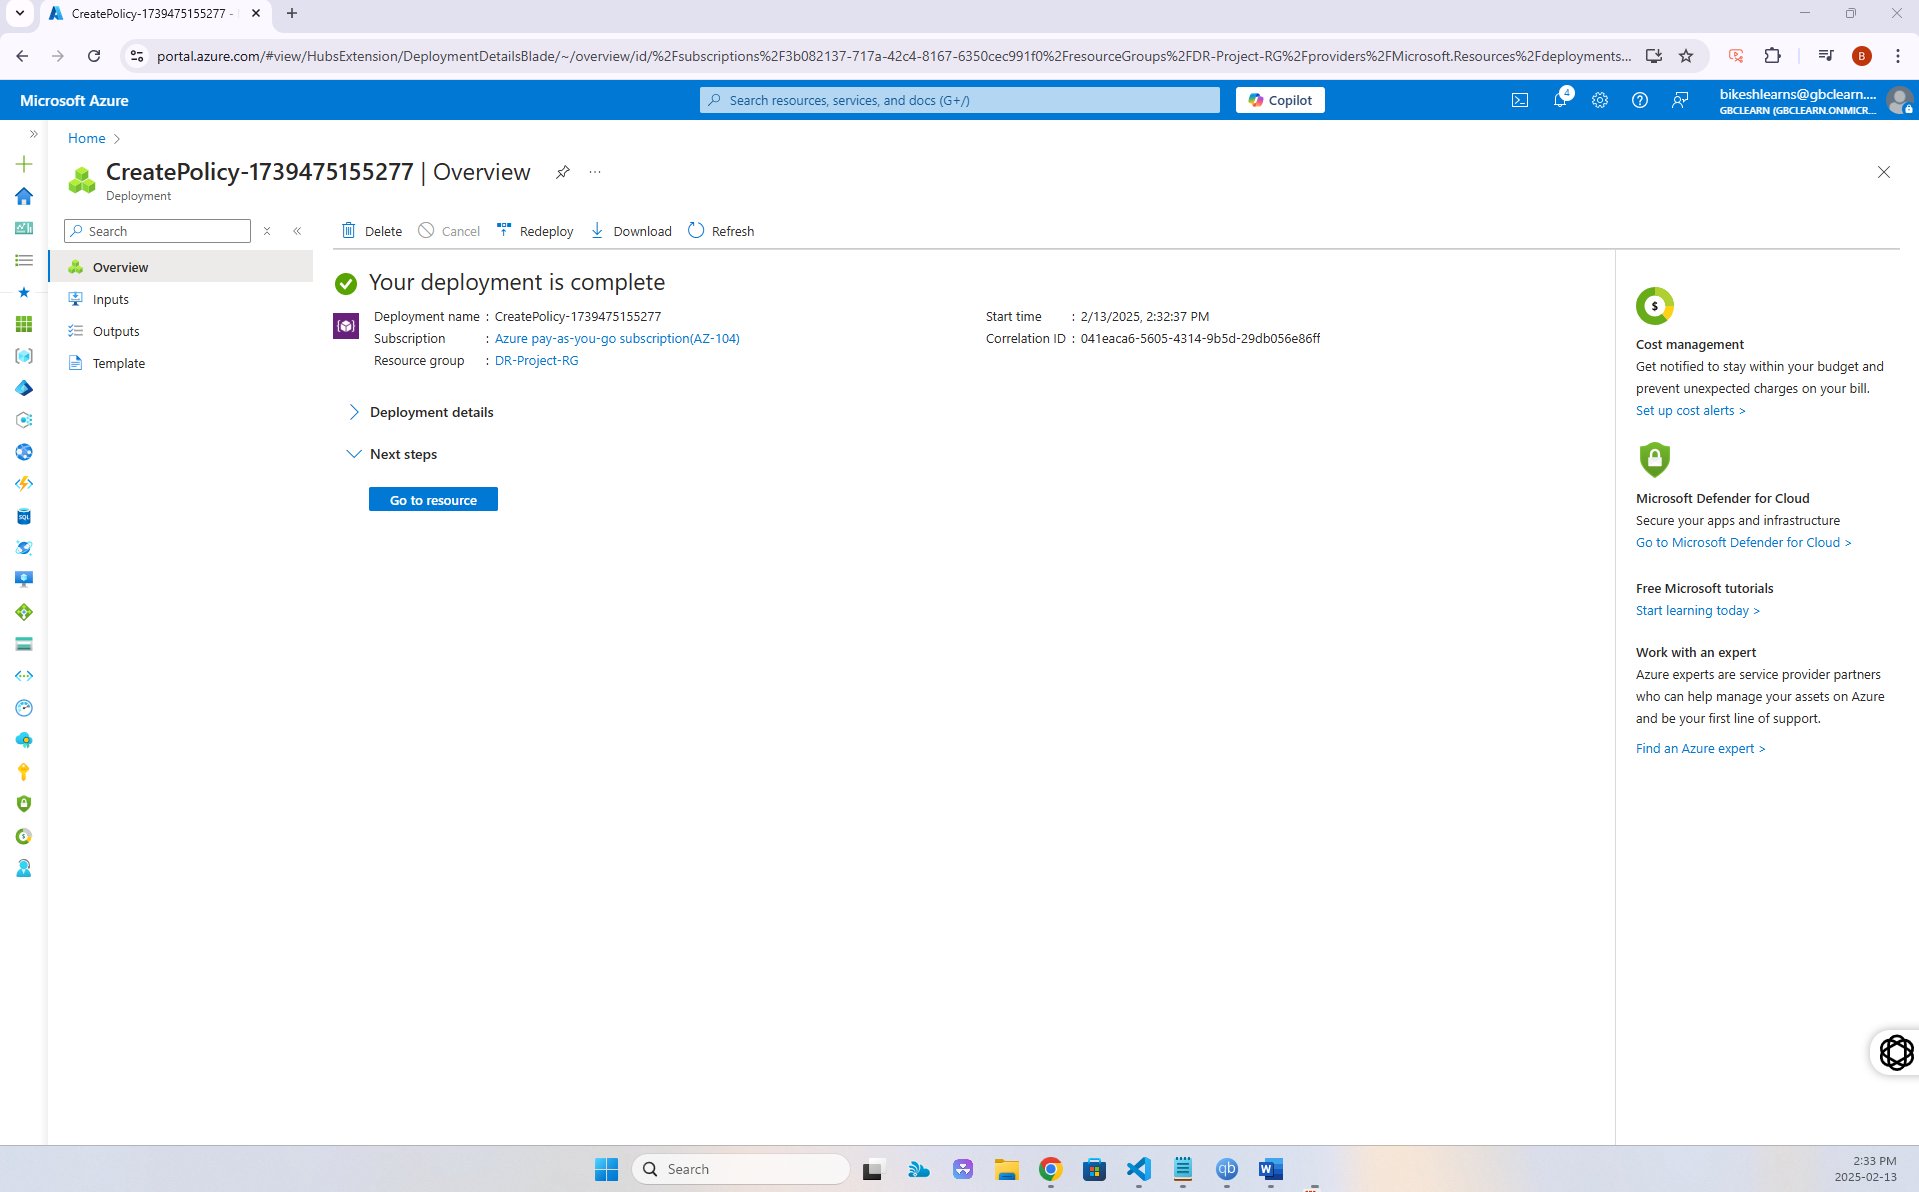 CreatePolicy-1739475155277 -
portal.azure.com/#view/HubsExtension/DeploymentDetailsBlade/~/overview/id/%2Fsubscriptions%2F3b082137-717a-42c4-8167-6350cec991f0%2FresourceGroups%2FDR-Project-RG%2Fproviders%2FMicrosoft.Resources%2Fdeployments...
B
Microsoft Azure
Search resources, services, and docs (G+/)
Copilot
4
bikeshlearns@gbclearn....
GBCLEARN (GBCLEARN.ONMICR...
Home
CreatePolicy-1739475155277 | Overview
Deployment
Search
Delete
Cancel
Redeploy
Download
Refresh
Overview
Inputs
Outputs
Template
Your deployment is complete
Deployment name : CreatePolicy-1739475155277
Subscription : Azure pay-as-you-go subscription(AZ-104)
Resource group : DR-Project-RG
Start time : 2/13/2025, 2:32:37 PM
Correlation ID : 041eaca6-5605-4314-9b5d-29db056e86ff
Deployment details
Next steps
Go to resource
Cost management
Get notified to stay within your budget and
prevent unexpected charges on your bill.
Set up cost alerts >
Microsoft Defender for Cloud
Secure your apps and infrastructure
Go to Microsoft Defender for Cloud >
Free Microsoft tutorials
Start learning today >
Work with an expert
Azure experts are service provider partners
who can help manage your assets on Azure
and be your first line of support.
Find an Azure expert >
SQL
Search
qb
W
2:33 PM
2025-02-13